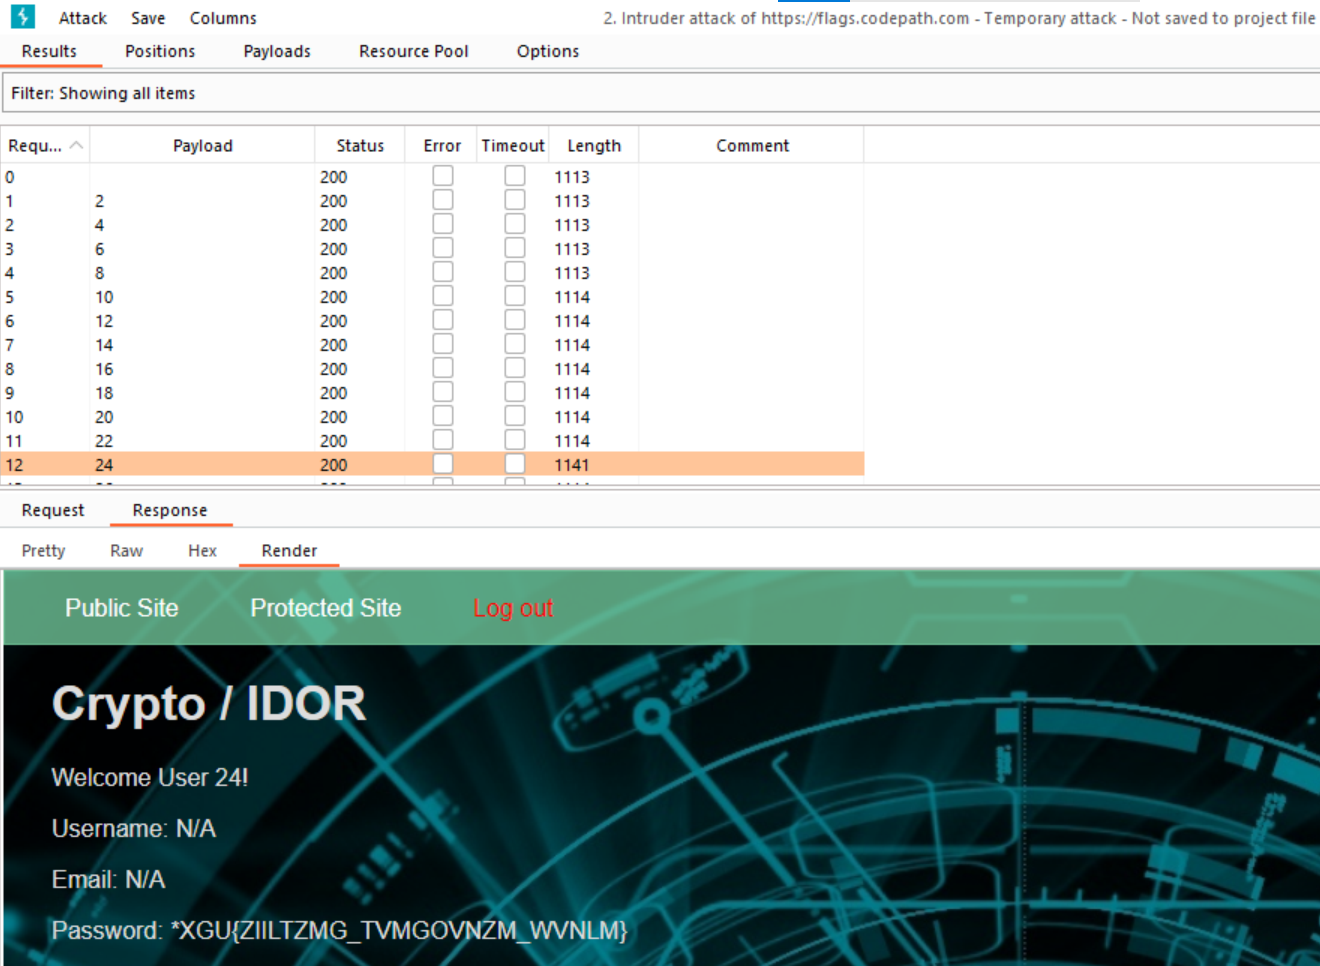 Attack Save Columns 2. Intruder attack of https://flags.codepath.com - Temporary attack - Not saved to project file
Results Positions Payloads Resource Pool Options
Filter: Showing all items
Requ... Payload Status Error Timeout Length Comment
0 200 1113
1 2 200 1113
2 4 200 1113
3 6 200 1113
4 8 200 1113
5 10 200 1114
6 12 200 1114
7 14 200 1114
8 16 200 1114
9 18 200 1114
10 20 200 1114
11 22 200 1114
12 24 200 1141
Request Response
Pretty Raw Hex Render
Public Site Protected Site Log out
Crypto / IDOR
Welcome User 24!
Username: N/A
Email: N/A
Password: *XGU{ZIILTZMG_TVMGOVNZM_WVNLM}